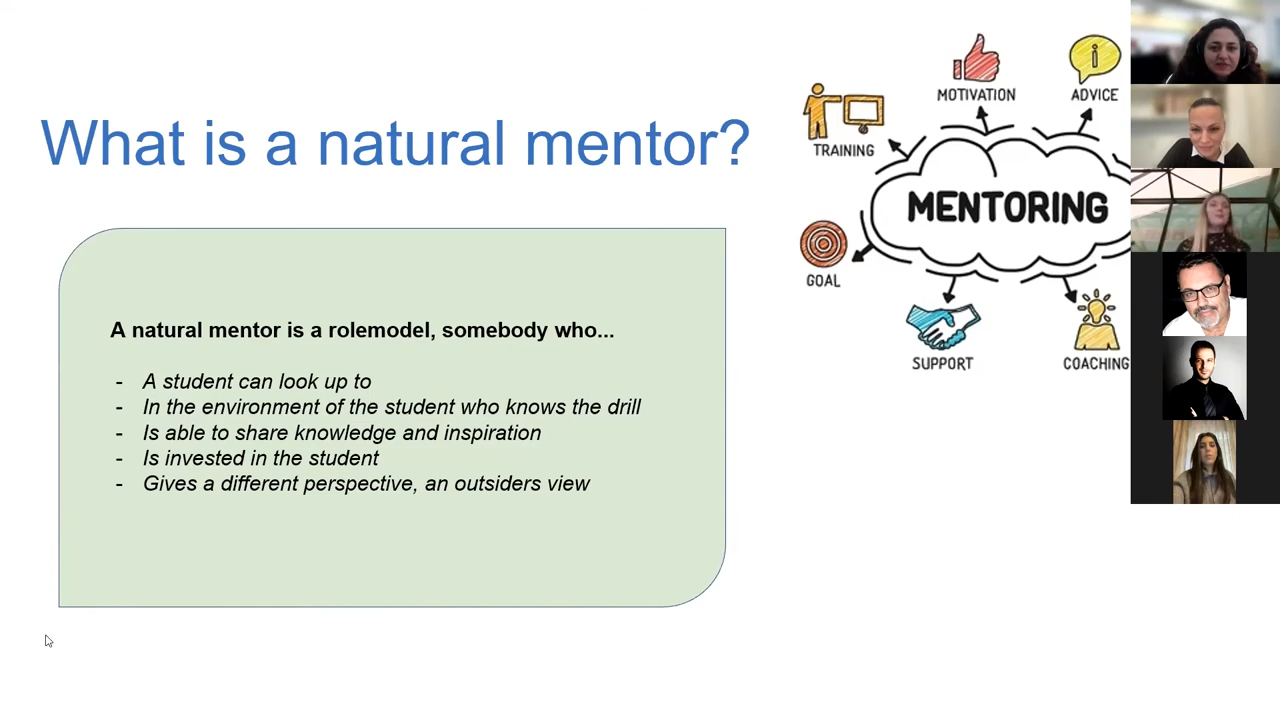 What is a natural mentor?
A natural mentor is a rolemodel, somebody who...
- A student can look up to
- In the environment of the student who knows the drill
- Is able to share knowledge and inspiration
- Is invested in the student
- Gives a different perspective, an outsiders view
MOTIVATION
ADVICE
TRAINING
MENTORING
GOAL
SUPPORT
COACHING